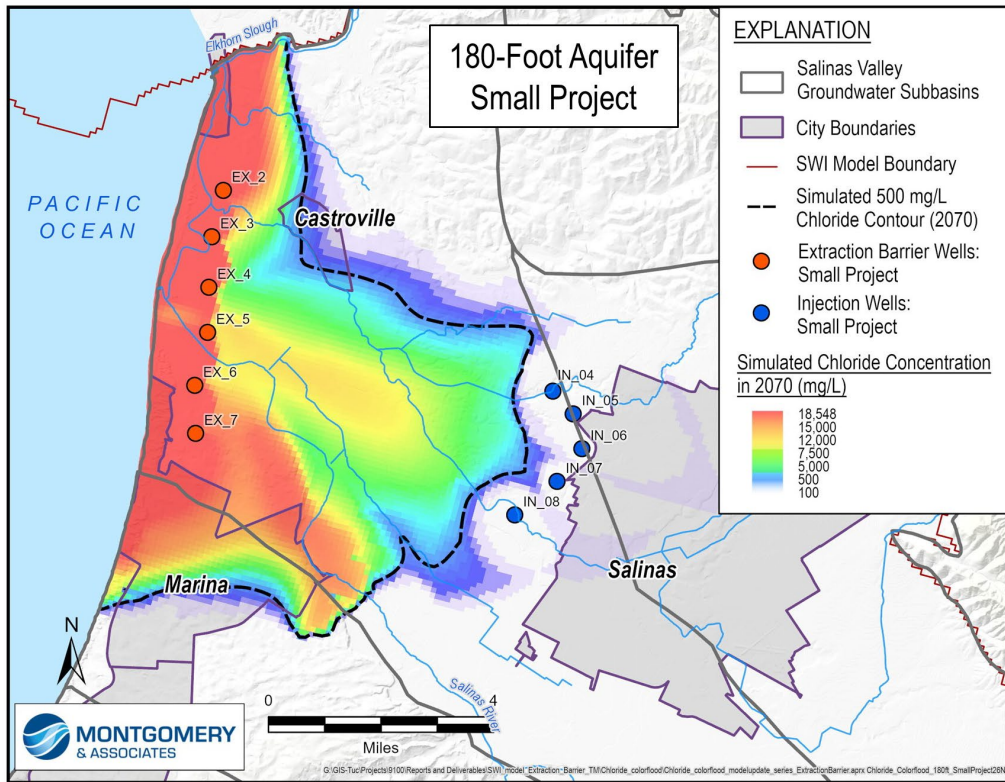 180-Foot Aquifer
Small Project
EXPLANATION
Salinas Valley
Groundwater Subbasins
City Boundaries
SWI Model Boundary
Simulated 500 mg/L
Chloride Contour (2070)
Extraction Barrier Wells:
Small Project
Injection Wells:
Small Project
Simulated Chloride Concentration
in 2070 (mg/L)
18,548
15,000
12,000
7,500
5,000
500
100
Elkhorn Slough
PACIFIC
OCEAN
EX_2
EX_3
EX_4
EX_5
EX_6
EX_7
Castroville
IN_04
IN_05
IN_06
IN_07
IN_08
Marina
Salinas
Salinas
River
N
0
4
Miles
MONTGOMERY
& ASSOCIATES